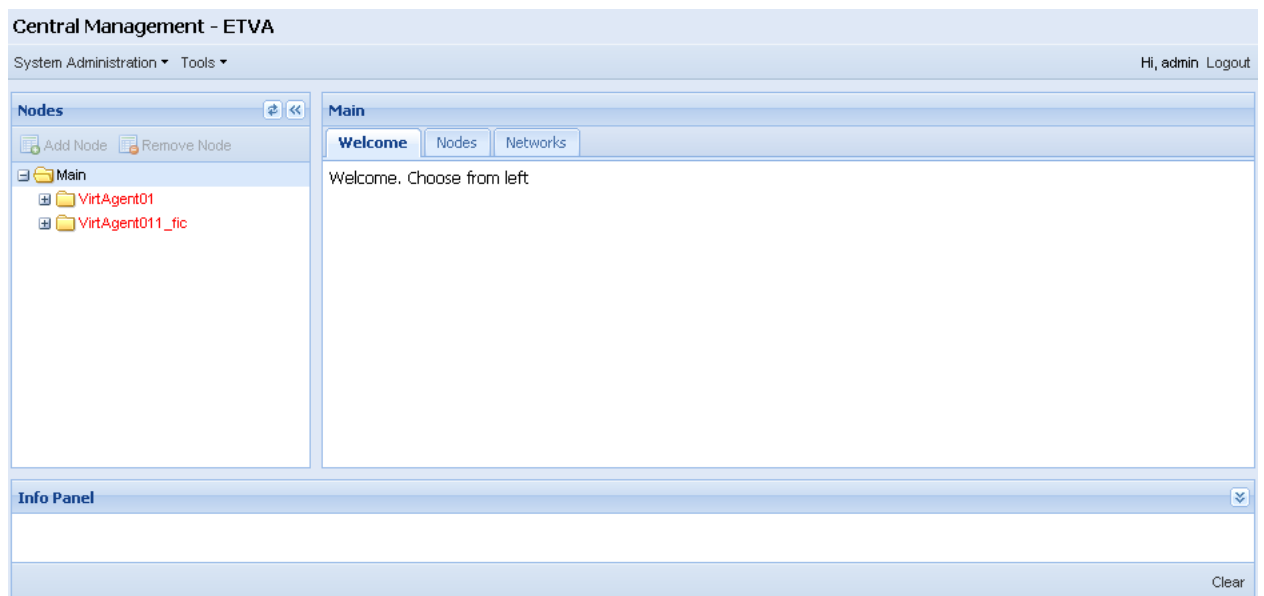 Central Management - ETVA
System Administration Tools Hi, admin Logout
Nodes
Add Node Remove Node
Main
VirtAgent01
VirtAgent011_fic
Main
Welcome Nodes Networks
Welcome. Choose from left
Info Panel
Clear